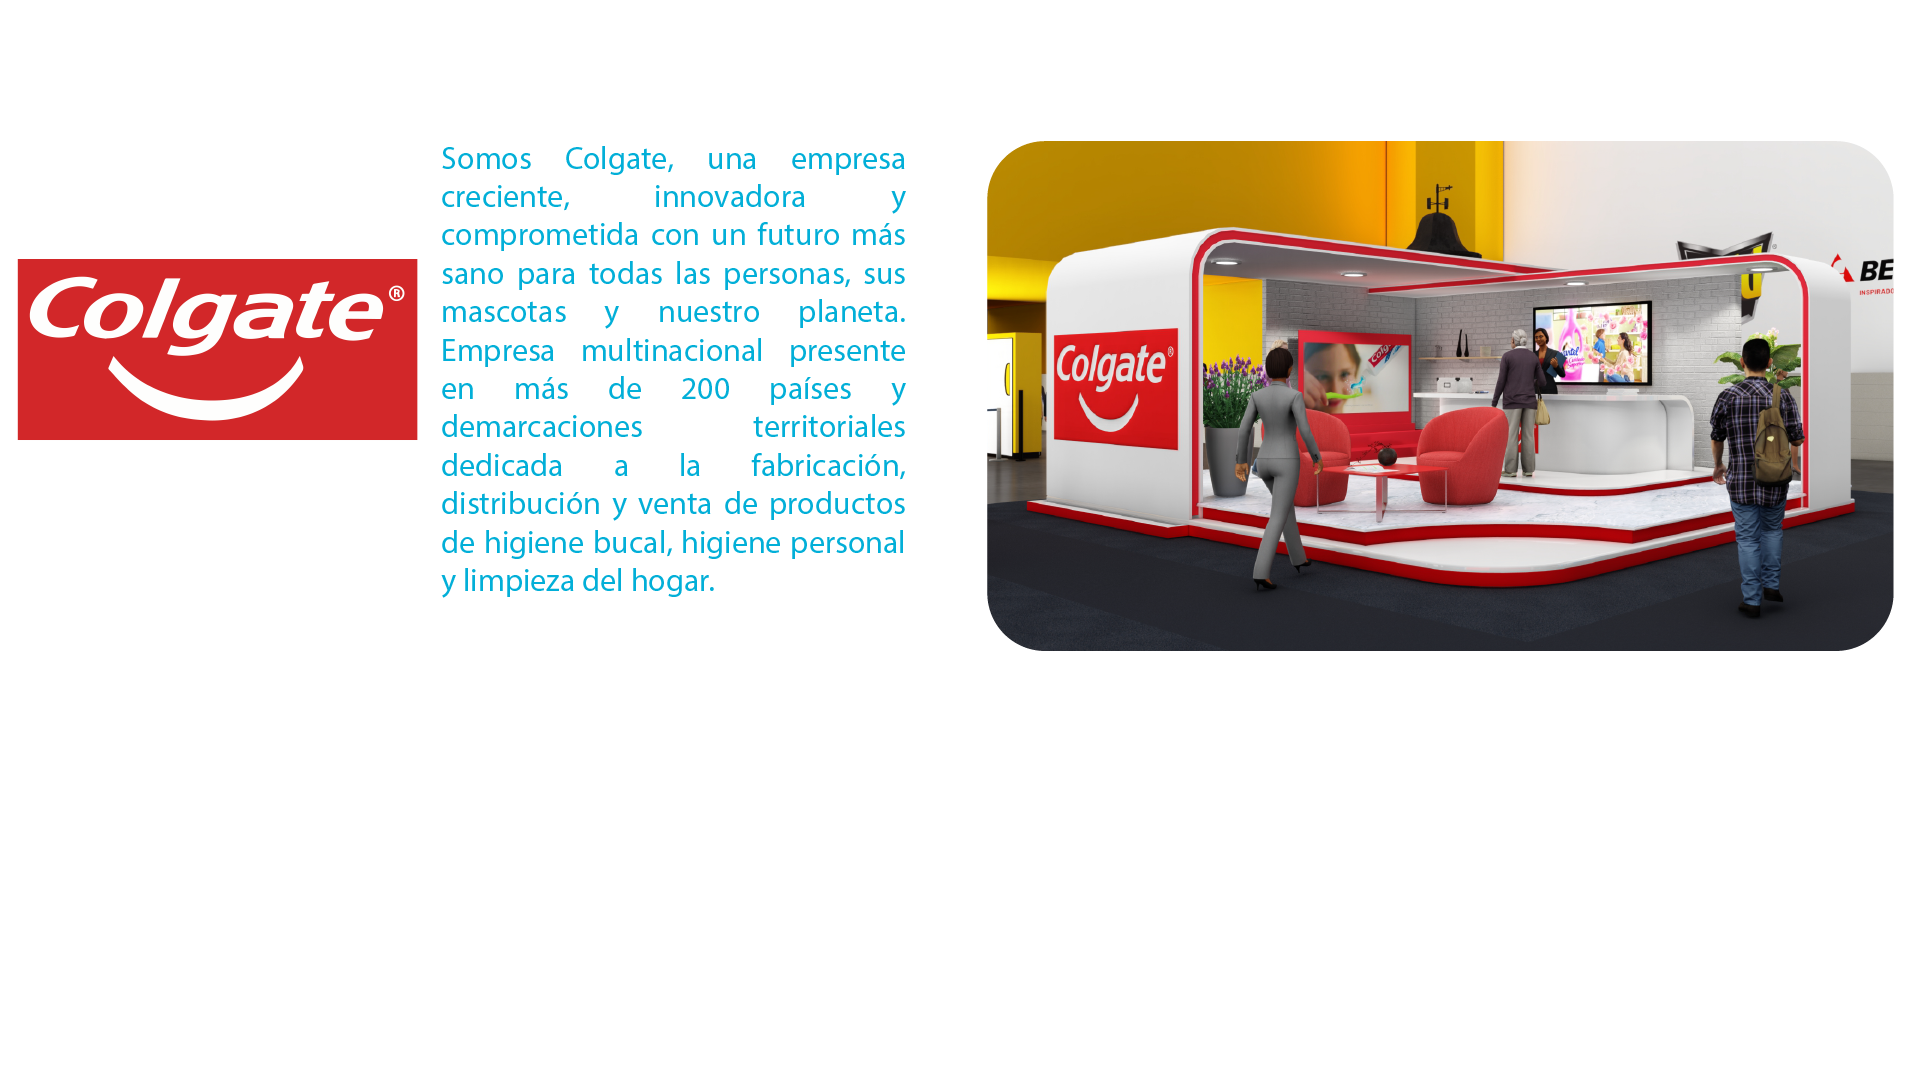 Colgate®
Somos Colgate, una empresa
creciente, innovadora y
comprometida con un futuro más
sano para todas las personas, sus
mascotas y nuestro planeta.
Empresa multinacional presente
en más de 200 países y
demarcaciones territoriales
dedicada a la fabricación,
distribución y venta de productos
de higiene bucal, higiene personal
y limpieza del hogar.
Colgate®
BE
INSPIRADO